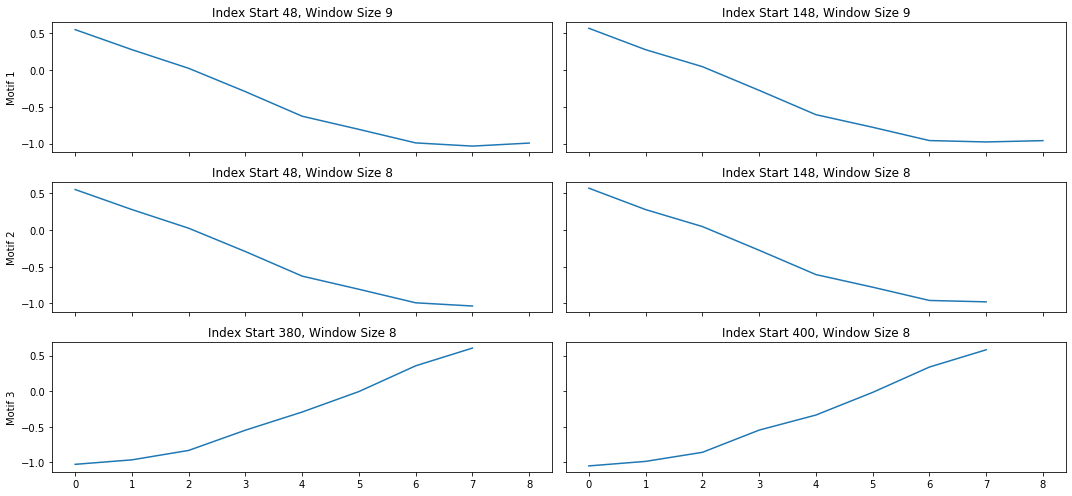 Index Start 48, Window Size 9
Index Start 148, Window Size 9
Motif 1
0.5
0.0
−0.5
−1.0
Index Start 48, Window Size 8
Index Start 148, Window Size 8
Motif 2
0.5
0.0
−0.5
−1.0
Index Start 380, Window Size 8
Index Start 400, Window Size 8
Motif 3
0.5
0.0
−0.5
−1.0
0 1 2 3 4 5 6 7 8
0 1 2 3 4 5 6 7 8